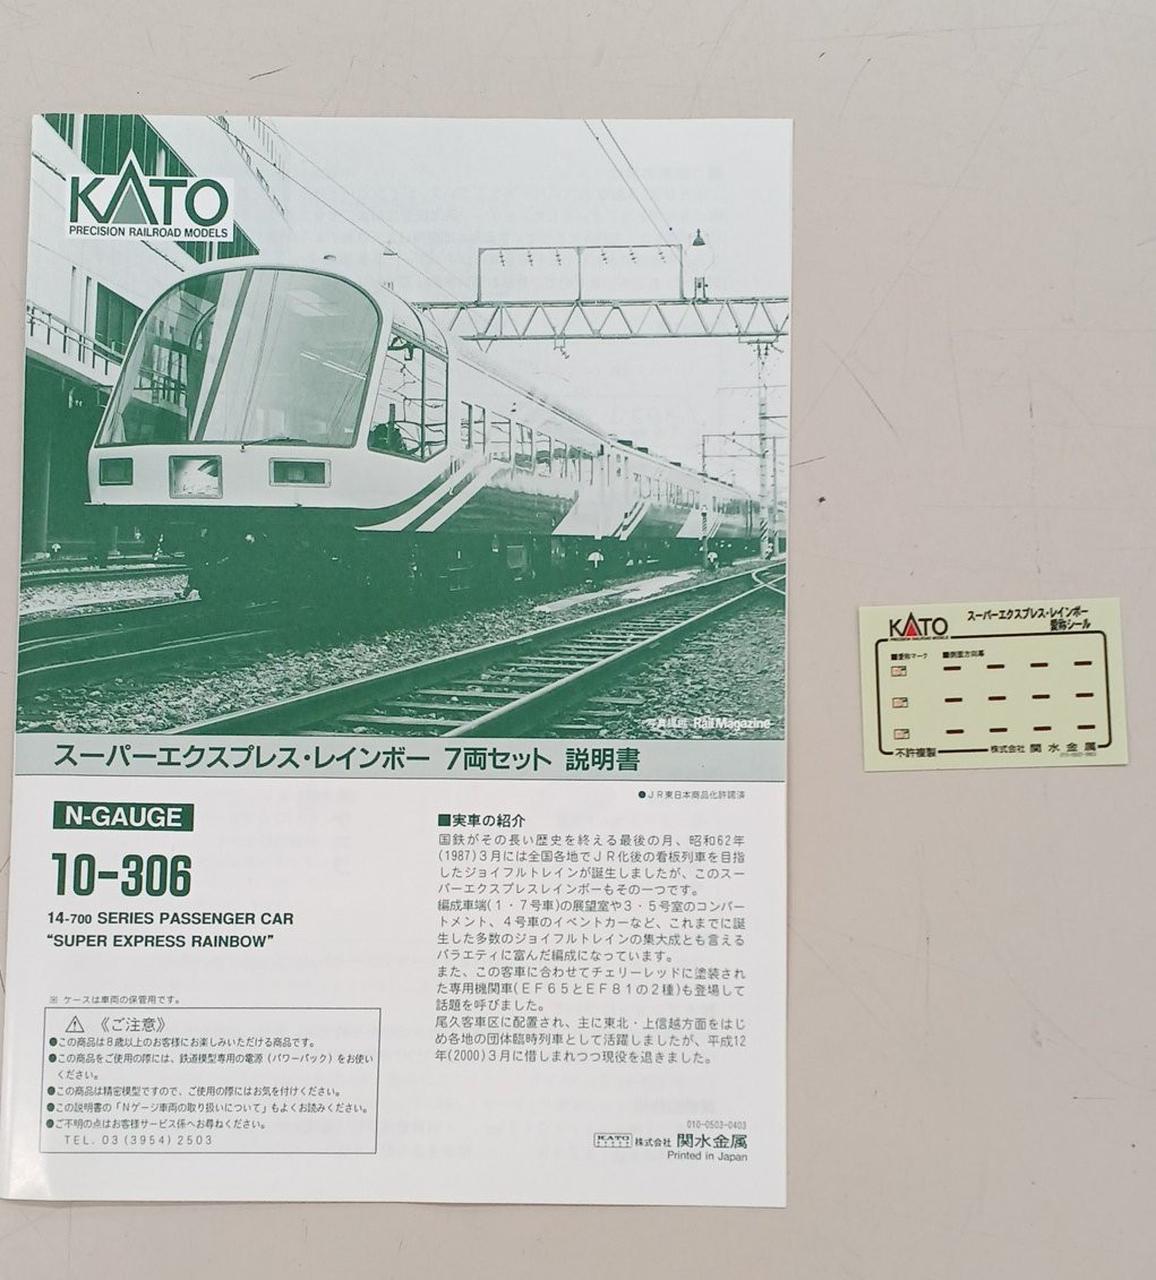 KATO
PRECISION RAILROAD MODELS
写真提供 Rail Magazine
スーパーエクスプレス・レインボー 7両セット 説明書
●JR東日本商品化許諾済
N-GAUGE
10-306
14-700 SERIES PASSENGER CAR
"SUPER EXPRESS RAINBOW"
※ ケースは車両の保管用です。
⚠《ご注意》
●この商品は8歳以上のお客様にお楽しみいただける商品です。
●この商品をご使用の際には、鉄道模型専用の電源(パワーパック)をお使い
ください。
●この商品は精密模型ですので、ご使用の際にはお気を付けください。
●この説明書の「Nゲージ車両の取り扱いについて」もよくお読みください。
●ご不明の点はお客様サービス係へお尋ねください。
TEL. 03 (3954) 2503
■実車の紹介
国鉄がその長い歴史を終える最後の月、昭和62年
(1987)3月には全国各地でJR化後の看板列車を目指
したジョイフルトレインが誕生しましたが、このスー
パーエクスプレスレインボーもその一つです。
編成車端(1・7号車)の展望室や3・5号室のコンパー
トメント、4号車のイベントカーなど、これまでに誕
生した多数のジョイフルトレインの集大成とも言える
バラエティに富んだ編成になっています。
また、この客車に合わせてチェリーレッドに塗装され
た専用機関車(EF65とEF81の2種)も登場して
話題を呼びました。
尾久客車区に配置され、主に東北・上信越方面をはじ
め各地の団体臨時列車として活躍しましたが、平成12
年(2000)3月に惜しまれつつ現役を退きました。
010-0503-0403
KATO 株式会社 関水金属
Printed in Japan
KATO
PRECISION RAILROAD MODELS
スーパーエクスプレス・レインボー
愛称シール
■愛称マーク
■側面方向幕
不許複製
株式会社 関水金属